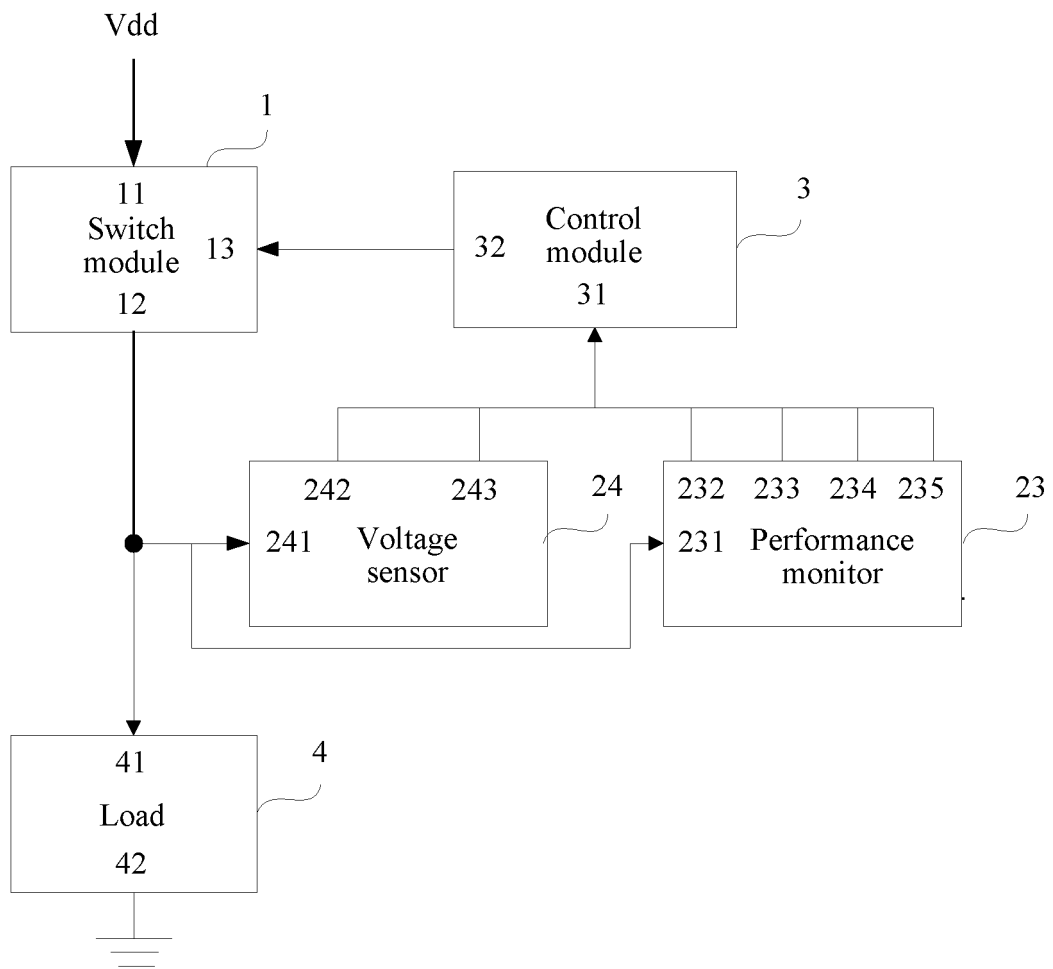 Vdd
1
11
Switch
module
13
12
3
Control
module
32
31
242
243
24
241
Voltage
sensor
232
233
234
235
23
231
Performance
monitor
41
Load
42
4